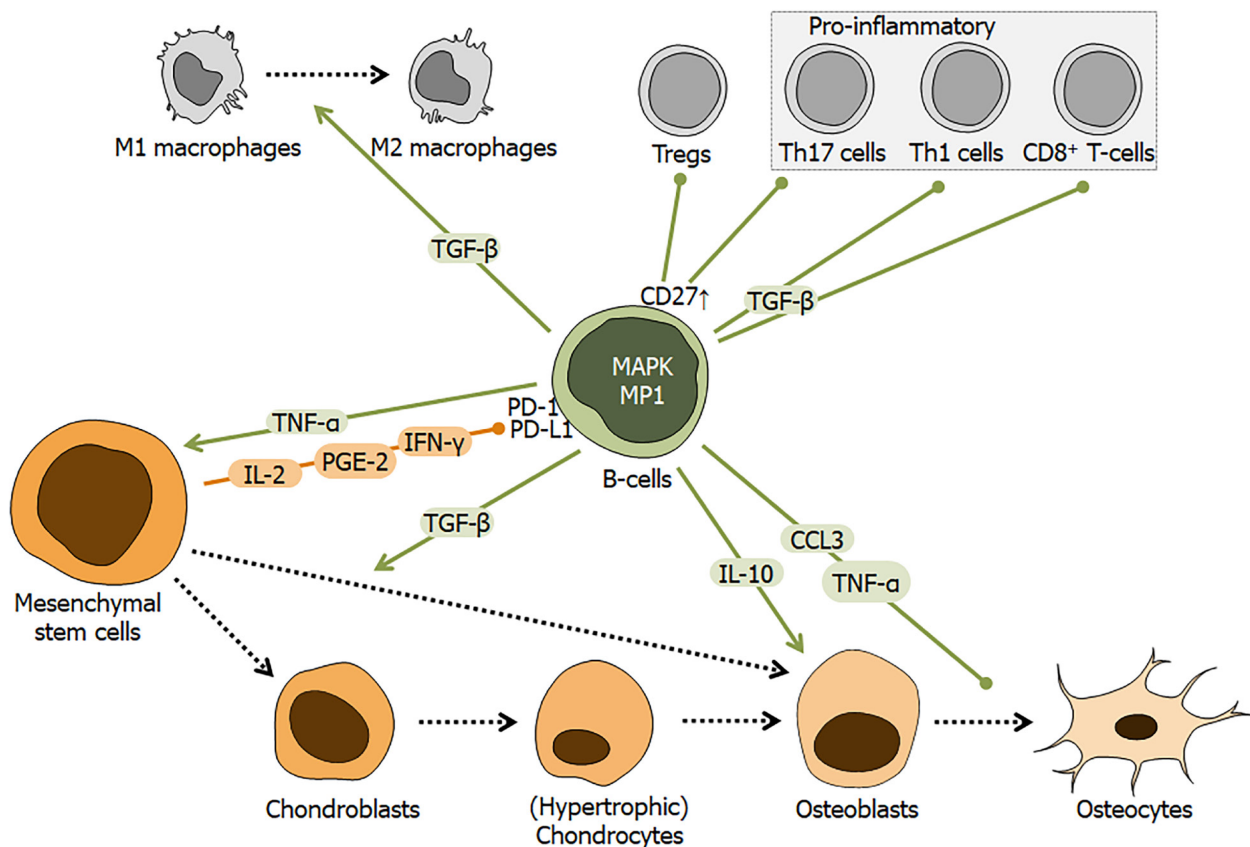 Pro-inflammatory
M1 macrophages
M2 macrophages
Tregs
Th17 cells
Th1 cells
CD8⁺ T-cells
TGF-β
CD27↑
TGF-β
MAPK
MP1
PD-1
PD-L1
TNF-α
IFN-γ
PGE-2
IL-2
B-cells
TGF-β
CCL3
IL-10
TNF-α
Mesenchymal
stem cells
Chondroblasts
(Hypertrophic)
Chondrocytes
Osteoblasts
Osteocytes